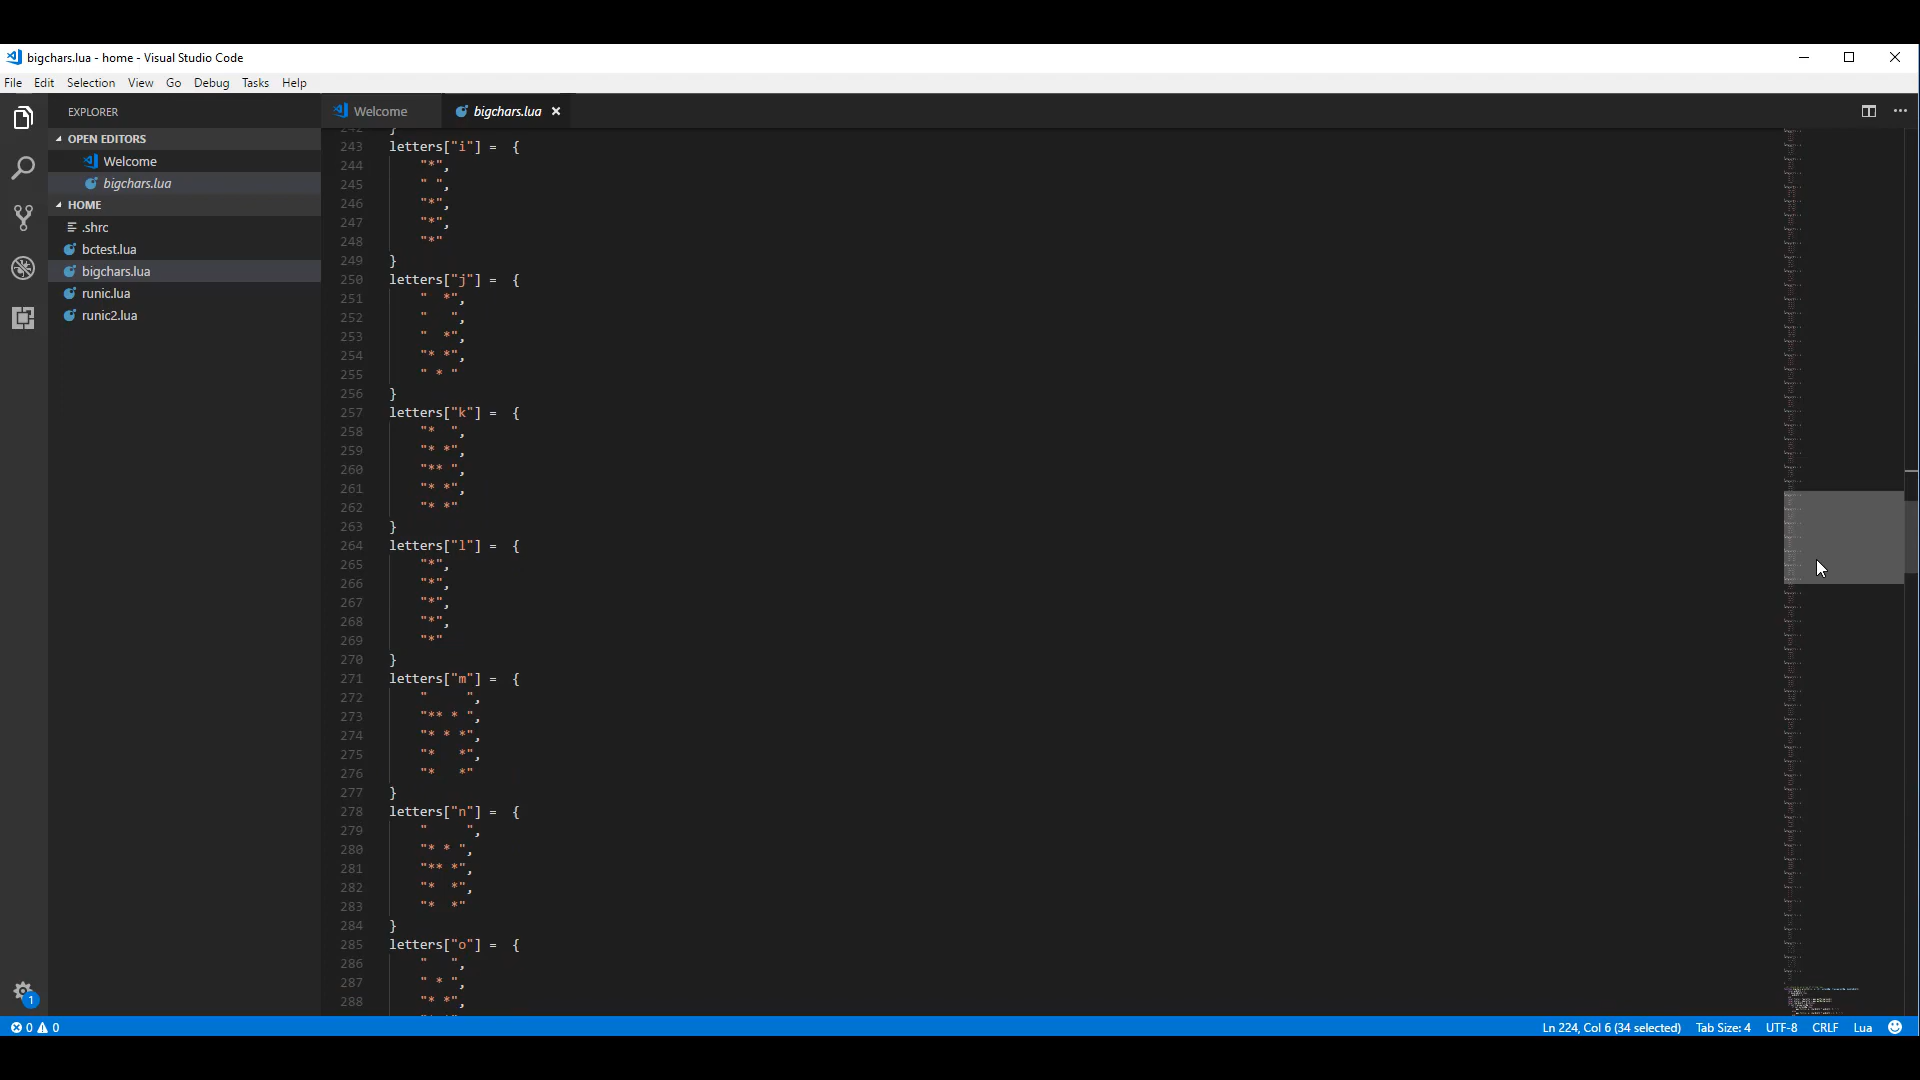 bigchars.lua - home - Visual Studio Code
File Edit Selection View Go Debug Tasks Help
EXPLORER
OPEN EDITORS
Welcome
bigchars.lua
HOME
.shrc
bctest.lua
bigchars.lua
runic.lua
runic2.lua
Welcome bigchars.lua
242 }
243 letters["i"] =  {
244     "*",
245     " ",
246     "*",
247     "*",
248     "*"
249 }
250 letters["j"] =  {
251     "  *",
252     "   ",
253     "  *",
254     "* *",
255     " * "
256 }
257 letters["k"] =  {
258     "*  ",
259     "* *",
260     "** ",
261     "* *",
262     "* *"
263 }
264 letters["l"] =  {
265     "*",
266     "*",
267     "*",
268     "*",
269     "*"
270 }
271 letters["m"] =  {
272     "     ",
273     "** * ",
274     "* * *",
275     "*   *",
276     "*   *"
277 }
278 letters["n"] =  {
279     "     ",
280     "* * ",
281     "** *",
282     "*  *",
283     "*  *"
284 }
285 letters["o"] =  {
286     "   ",
287     " * ",
288     "* *",
1
0 0
Ln 224, Col 6 (34 selected) Tab Size: 4 UTF-8 CRLF Lua